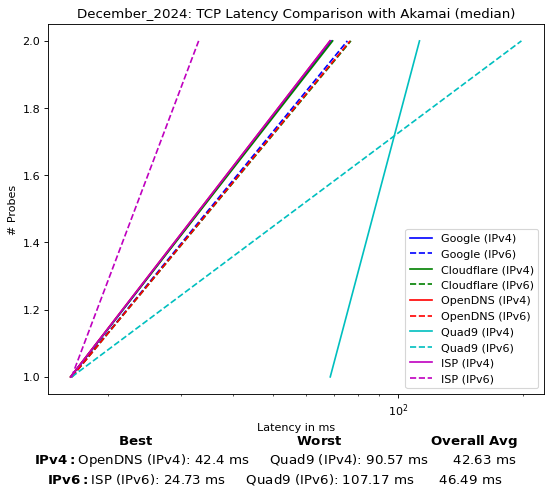 December_2024: TCP Latency Comparison with Akamai (median)
2.0
1.8
1.6
1.4
1.2
1.0
# Probes
Google (IPv4)
Google (IPv6)
Cloudflare (IPv4)
Cloudflare (IPv6)
OpenDNS (IPv4)
OpenDNS (IPv6)
Quad9 (IPv4)
Quad9 (IPv6)
ISP (IPv4)
ISP (IPv6)
10²
Latency in ms
Best Worst Overall Avg
IPv4: OpenDNS (IPv4): 42.4 ms Quad9 (IPv4): 90.57 ms 42.63 ms
IPv6: ISP (IPv6): 24.73 ms Quad9 (IPv6): 107.17 ms 46.49 ms